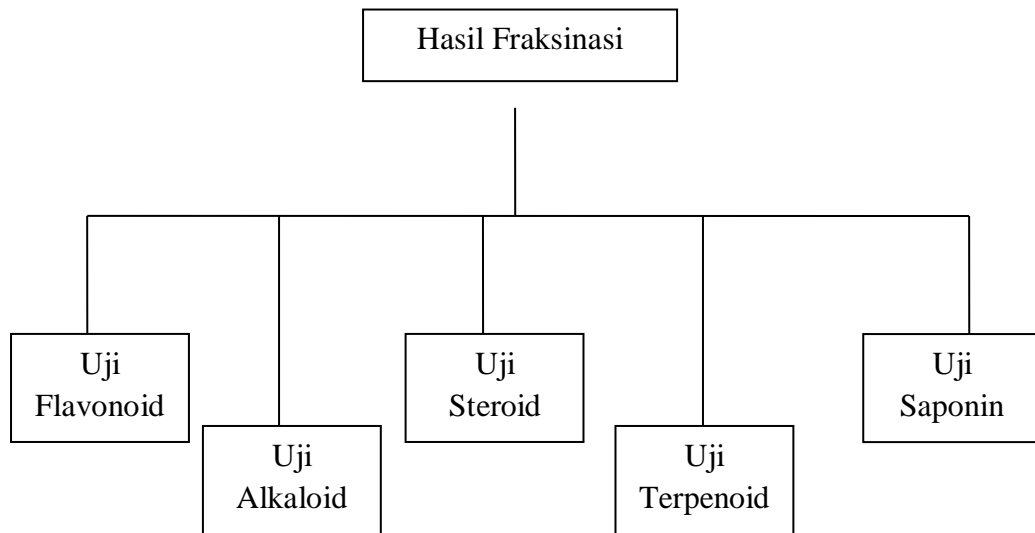 Hasil Fraksinasi
Uji
Flavonoid
Uji
Alkaloid
Uji
Steroid
Uji
Terpenoid
Uji
Saponin